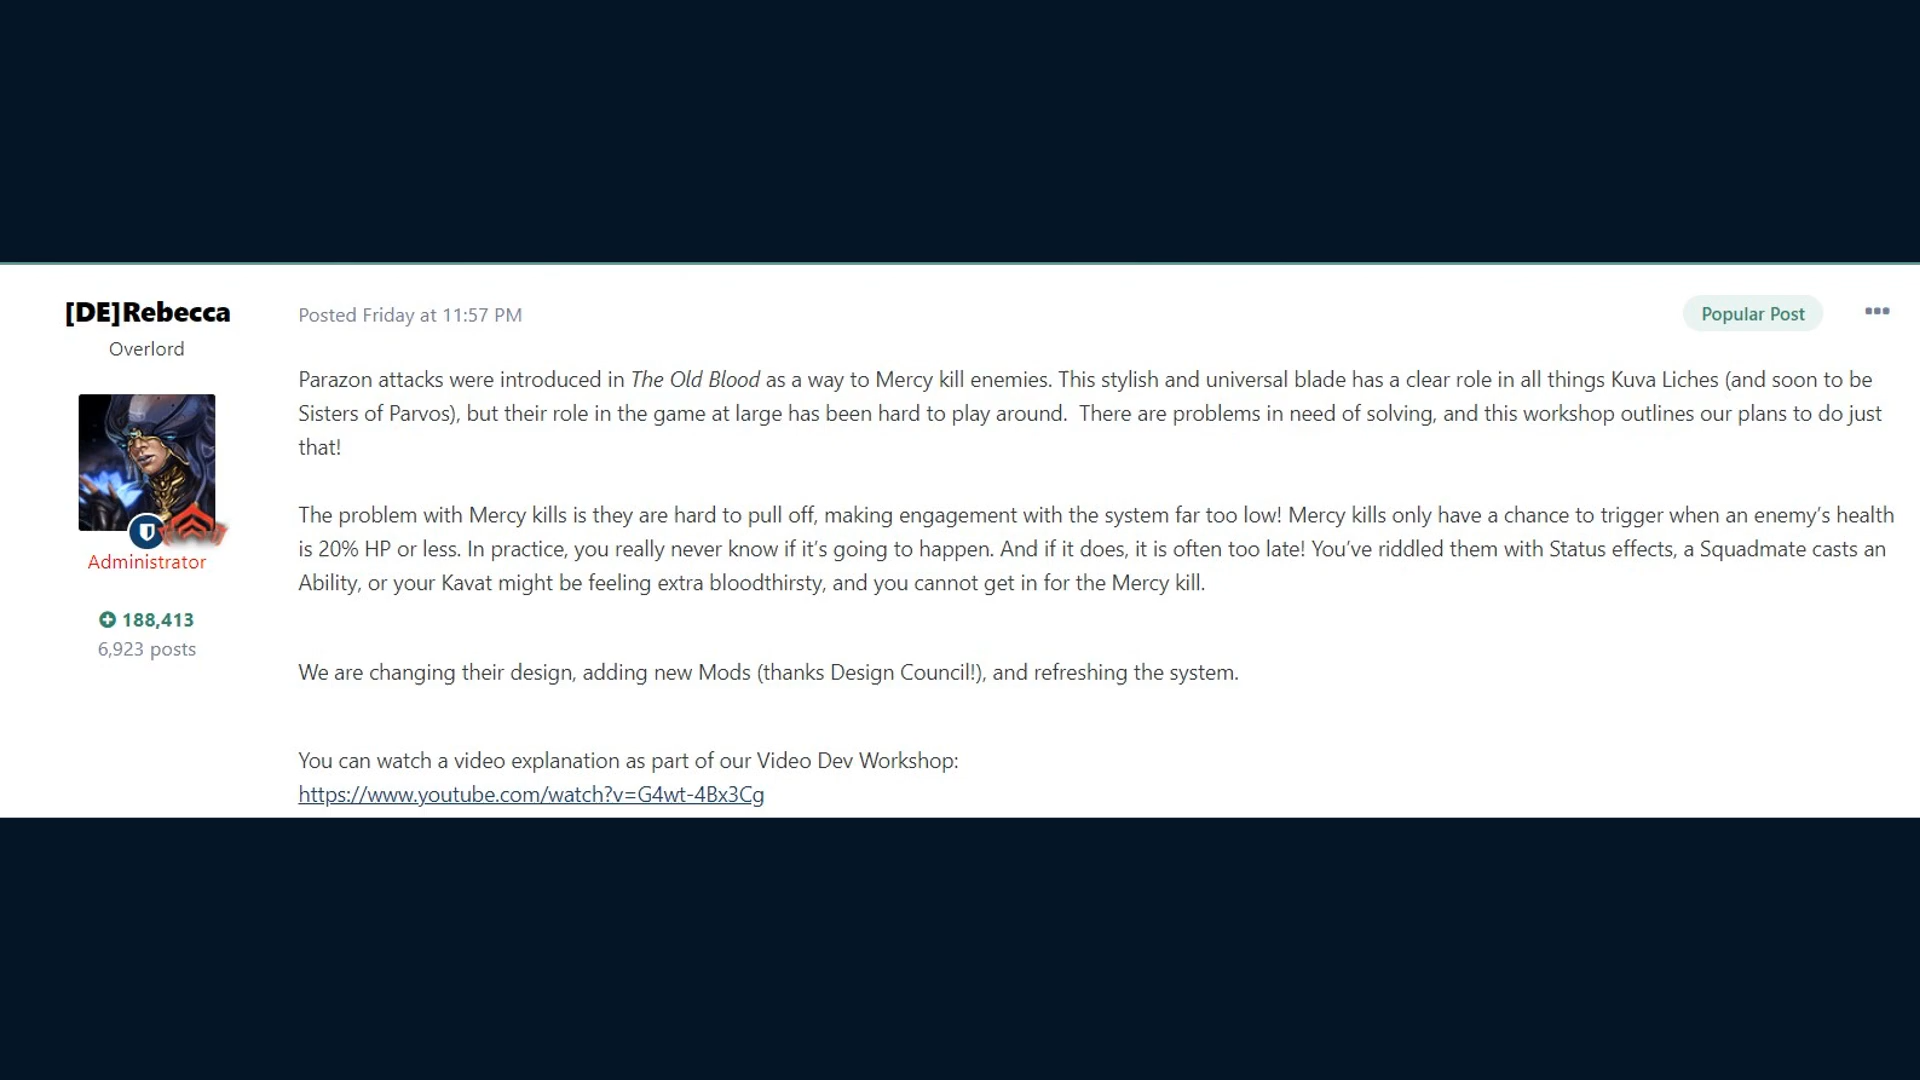 [DE]Rebecca
Overlord
Administrator
188,413
6,923 posts
Posted Friday at 11:57 PM
Popular Post
Parazon attacks were introduced in The Old Blood as a way to Mercy kill enemies. This stylish and universal blade has a clear role in all things Kuva Liches (and soon to be
Sisters of Parvos), but their role in the game at large has been hard to play around.  There are problems in need of solving, and this workshop outlines our plans to do just
that!
The problem with Mercy kills is they are hard to pull off, making engagement with the system far too low! Mercy kills only have a chance to trigger when an enemy’s health
is 20% HP or less. In practice, you really never know if it’s going to happen. And if it does, it is often too late! You’ve riddled them with Status effects, a Squadmate casts an
Ability, or your Kavat might be feeling extra bloodthirsty, and you cannot get in for the Mercy kill.
We are changing their design, adding new Mods (thanks Design Council!), and refreshing the system.
You can watch a video explanation as part of our Video Dev Workshop:
https://www.youtube.com/watch?v=G4wt-4Bx3Cg